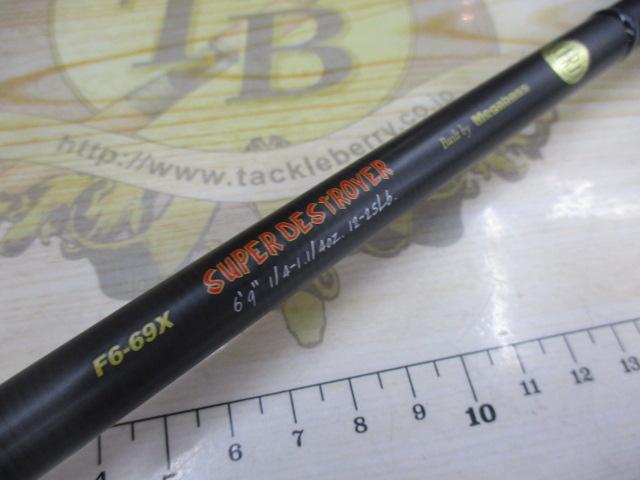 TB
http://www.tackleberry.co.jp
Built by Megabass
SUPER DESTROYER
6'9" 1/4-1.1/4oz. 12-25Lb.
F6-69X
4 5 6 7 8 9 10 11 12 13